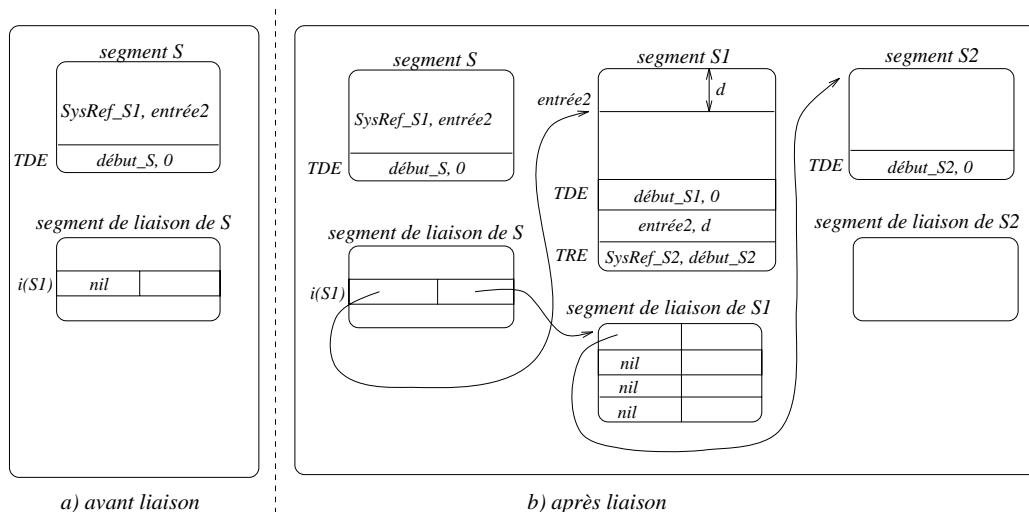 segment S
SysRef_S1, entrée2
TDE
début_S, 0
segment de liaison de S
i(S1)
nil
a) avant liaison
segment S
SysRef_S1, entrée2
TDE
début_S, 0
segment de liaison de S
i(S1)
segment S1
d
entrée2
TDE
début_S1, 0
entrée2, d
TRE
SysRef_S2, début_S2
segment de liaison de S1
nil
nil
nil
segment S2
TDE
début_S2, 0
segment de liaison de S2
b) après liaison